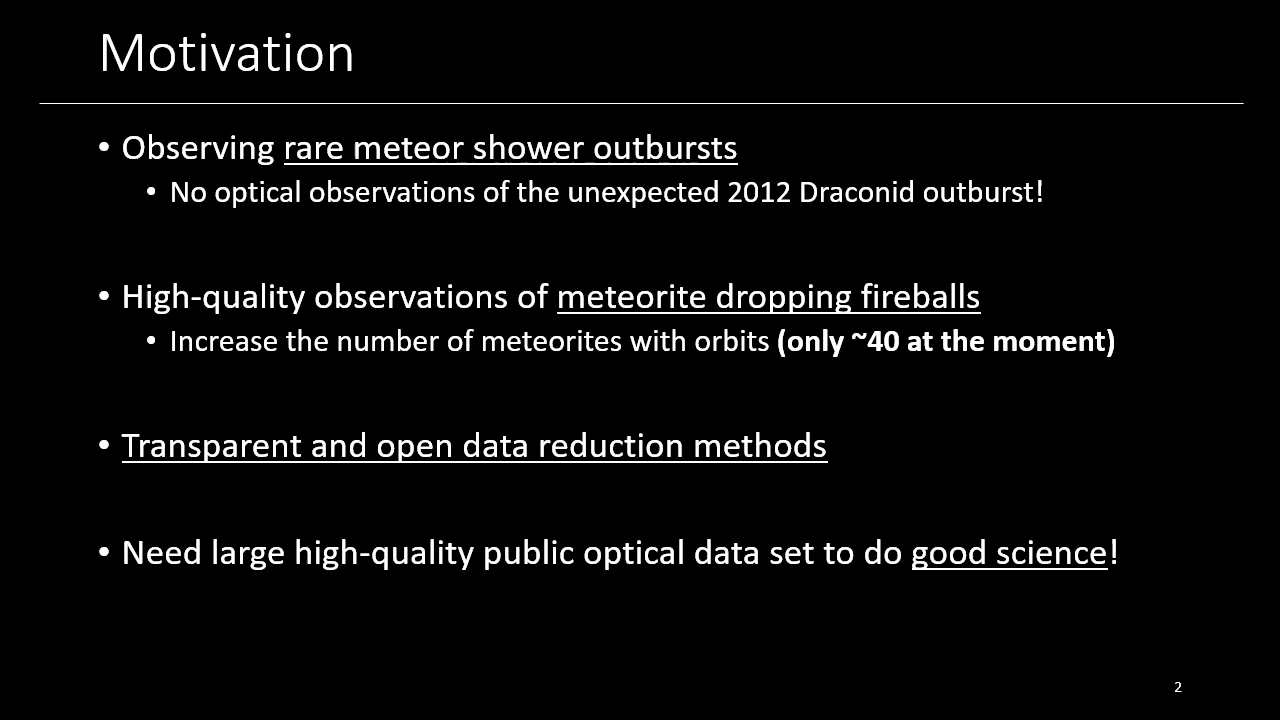 Motivation
• Observing rare meteor shower outbursts
• No optical observations of the unexpected 2012 Draconid outburst!
• High-quality observations of meteorite dropping fireballs
• Increase the number of meteorites with orbits (only ~40 at the moment)
• Transparent and open data reduction methods
• Need large high-quality public optical data set to do good science!
2